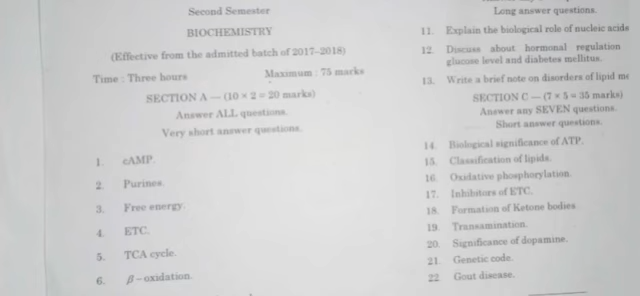 Second Semester
BIOCHEMISTRY
(Effective from the admitted batch of 2017–2018)
Time : Three hours Maximum : 75 marks
SECTION A — (10 × 2 = 20 marks)
Answer ALL questions.
Very short answer questions.
1. cAMP.
2. Purines.
3. Free energy.
4. ETC.
5. TCA cycle.
6. β – oxidation.
Long answer questions.
11. Explain the biological role of nucleic acids
12. Discuss about hormonal regulation
glucose level and diabetes mellitus.
13. Write a brief note on disorders of lipid
SECTION C — (7 × 5 = 35 marks)
Answer any SEVEN questions.
Short answer questions.
14. Biological significance of ATP.
15. Classification of lipids.
16. Oxidative phosphorylation.
17. Inhibitors of ETC.
18. Formation of Ketone bodies.
19. Transamination.
20. Significance of dopamine.
21. Genetic code.
22. Gout disease.